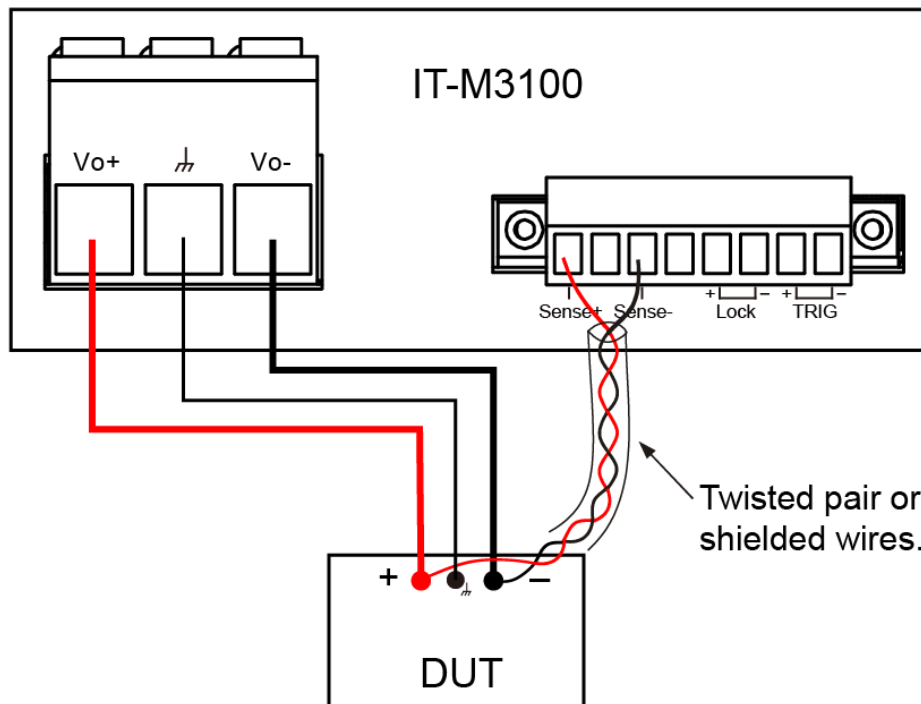 IT-M3100
Vo+ Vo-
+ - + -
Sense+ Sense- Lock TRIG
Twisted pair or
shielded wires.
+ −
DUT